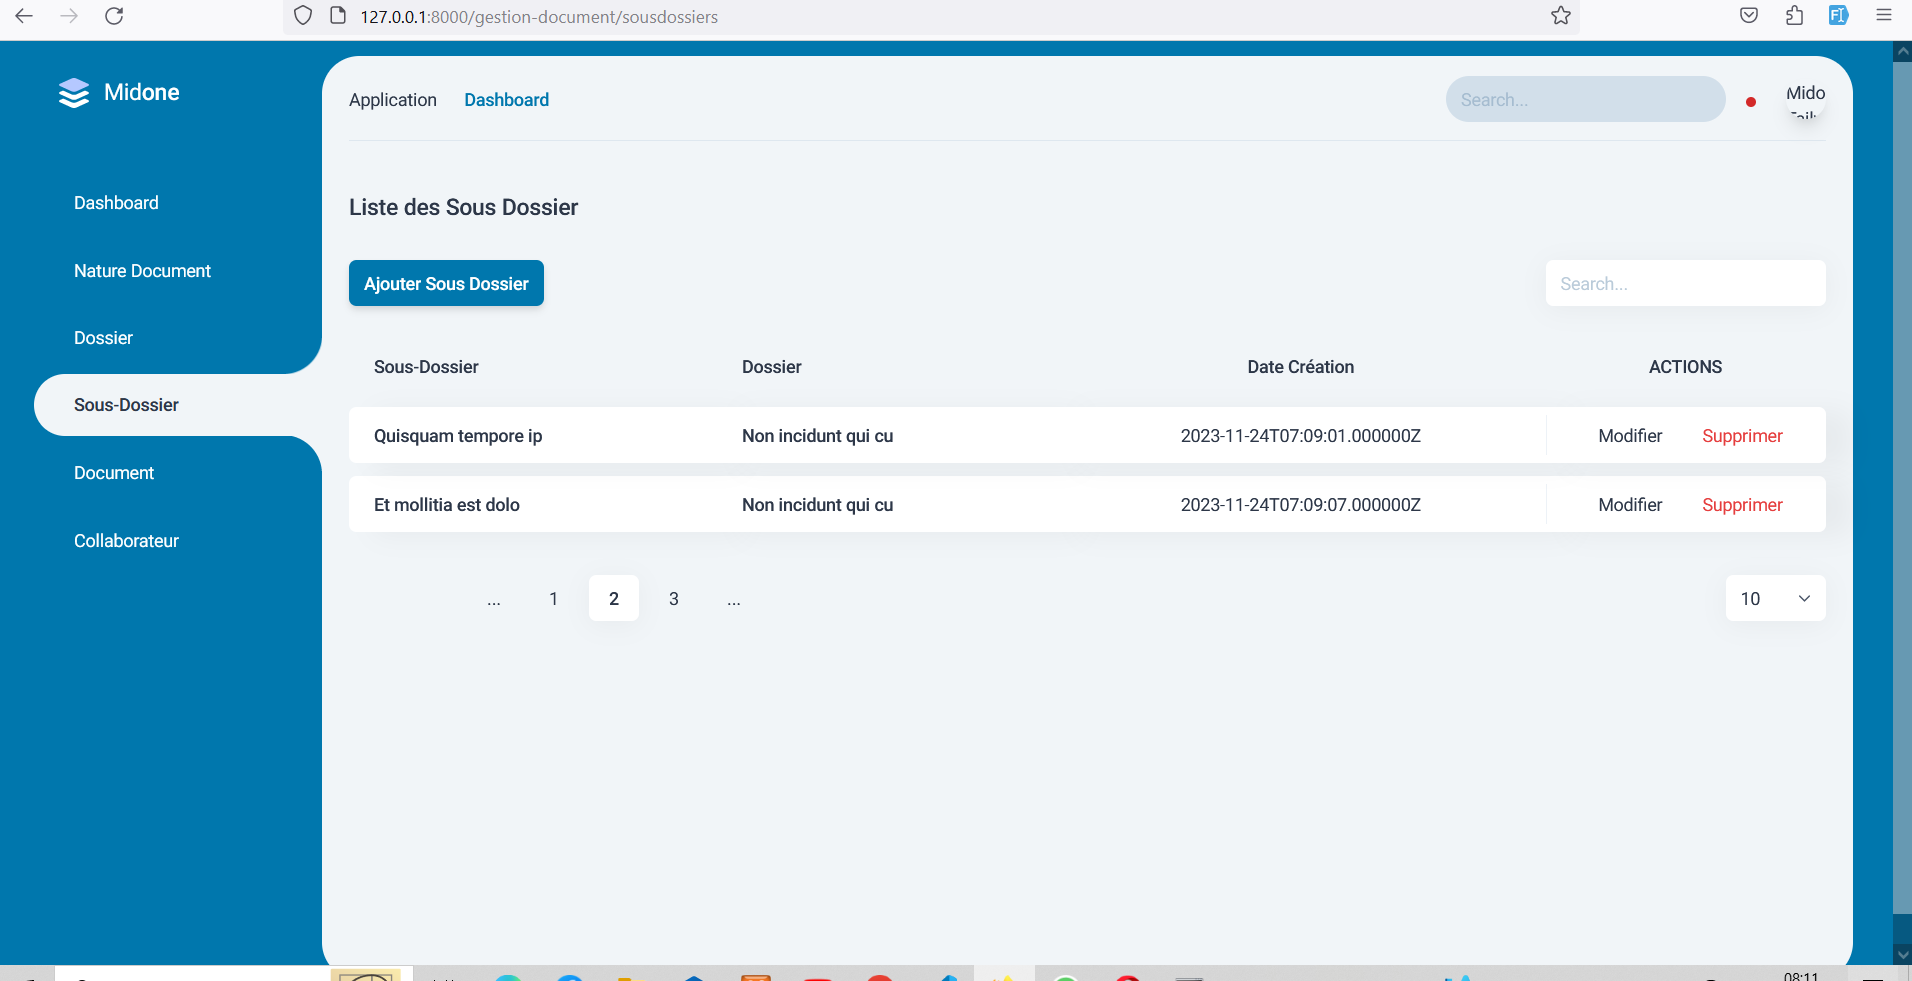 127.0.0.1:8000/gestion-document/sousdossiers
Midone
Application Dashboard
Search...
Mido
Dashboard
Nature Document
Dossier
Sous-Dossier
Document
Collaborateur
Liste des Sous Dossier
Ajouter Sous Dossier
Search...
Sous-Dossier Dossier Date Création ACTIONS
Quisquam tempore ip Non incidunt qui cu 2023-11-24T07:09:01.000000Z Modifier Supprimer
Et mollitia est dolo Non incidunt qui cu 2023-11-24T07:09:07.000000Z Modifier Supprimer
... 1 2 3 ...
10
08:11